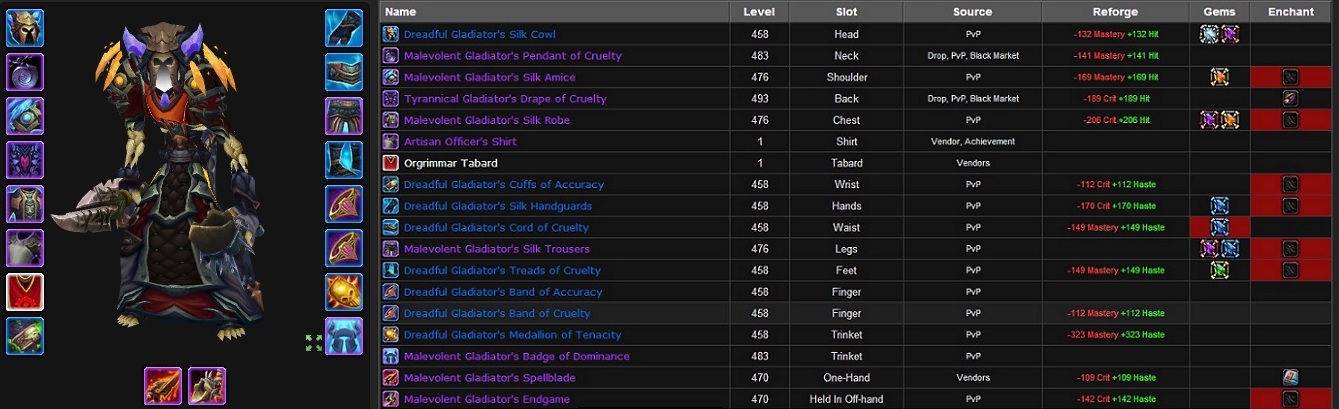 Name Level Slot Source Reforge Gems Enchant
Dreadful Gladiator's Silk Cowl 458 Head PvP -132 Mastery +132 Hit
Malevolent Gladiator's Pendant of Cruelty 483 Neck Drop, PvP, Black Market -141 Mastery +141 Hit
Malevolent Gladiator's Silk Amice 476 Shoulder PvP -169 Mastery +169 Hit
Tyrannical Gladiator's Drape of Cruelty 493 Back Drop, PvP, Black Market -189 Crit +189 Hit
Malevolent Gladiator's Silk Robe 476 Chest PvP -206 Crit +206 Hit
Artisan Officer's Shirt 1 Shirt Vendor, Achievement
Orgrimmar Tabard 1 Tabard Vendors
Dreadful Gladiator's Cuffs of Accuracy 458 Wrist PvP -112 Crit +112 Haste
Dreadful Gladiator's Silk Handguards 458 Hands PvP -170 Crit +170 Haste
Dreadful Gladiator's Cord of Cruelty 458 Waist PvP -149 Mastery +149 Haste
Malevolent Gladiator's Silk Trousers 476 Legs PvP
Dreadful Gladiator's Treads of Cruelty 458 Feet PvP -149 Mastery +149 Haste
Dreadful Gladiator's Band of Accuracy 458 Finger PvP
Dreadful Gladiator's Band of Cruelty 458 Finger PvP -112 Mastery +112 Haste
Dreadful Gladiator's Medallion of Tenacity 458 Trinket PvP -323 Mastery +323 Haste
Malevolent Gladiator's Badge of Dominance 483 Trinket PvP
Malevolent Gladiator's Spellblade 470 One-Hand Vendors -109 Crit +109 Haste
Malevolent Gladiator's Endgame 470 Held In Off-hand PvP -142 Crit +142 Haste